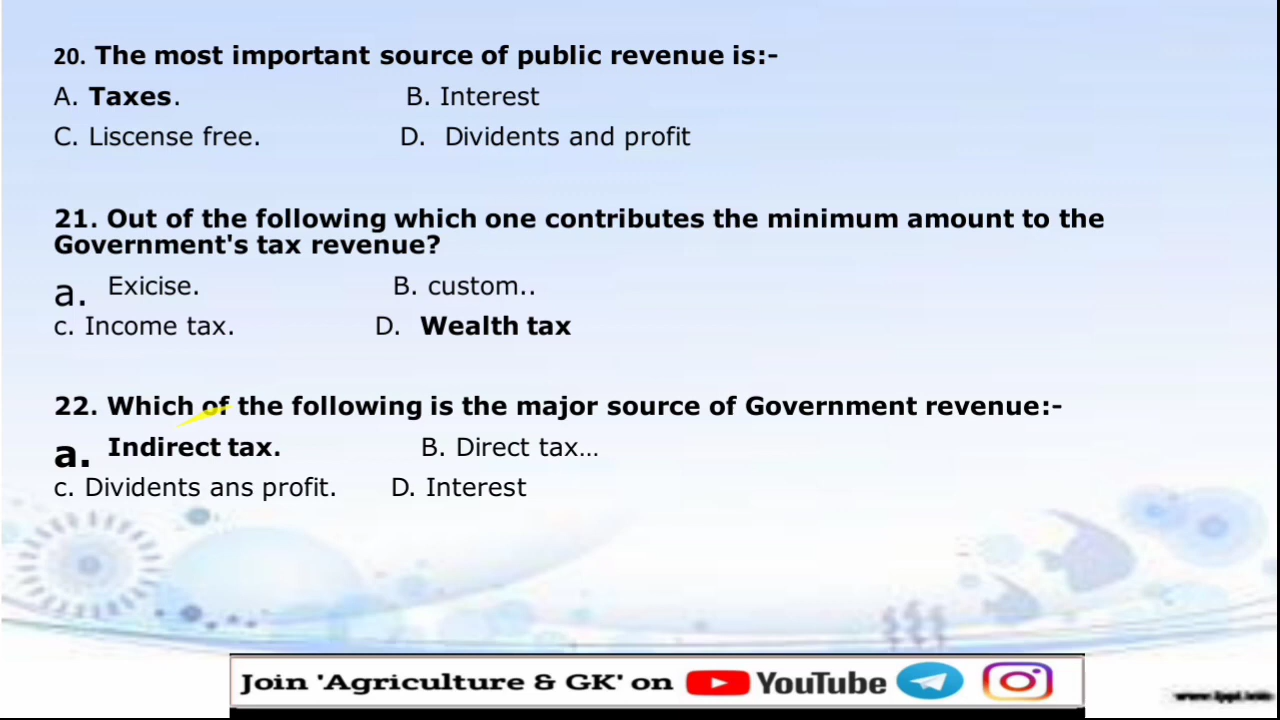 20. The most important source of public revenue is:-
A. Taxes. B. Interest
C. Liscense free. D. Dividents and profit
21. Out of the following which one contributes the minimum amount to the
Government's tax revenue?
a. Exicise. B. custom..
c. Income tax. D. Wealth tax
22. Which of the following is the major source of Government revenue:-
a. Indirect tax. B. Direct tax...
c. Dividents ans profit. D. Interest
Join 'Agriculture & GK' on YouTube